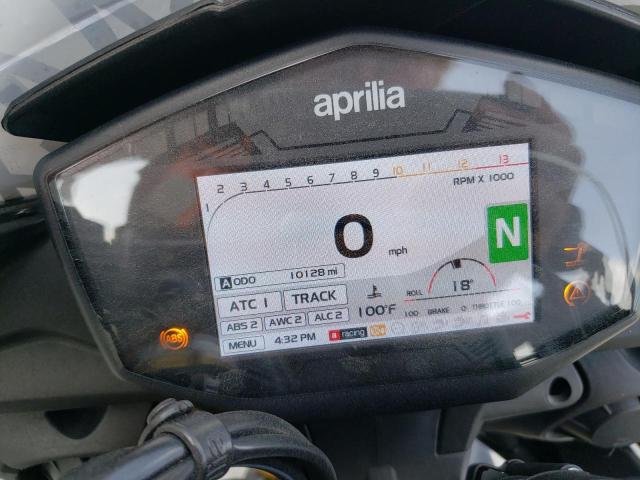 aprilia
1 2 3 4 5 6 7 8 9 10 11 12 13
RPM X 1000
0 mph
N
A ODO 10128 mi
ATC 1 TRACK
100°F
ROLL 18°
ABS 2 AWC 2 ALC 2
100 BRAKE 0 THROTTLE 100
MENU 4:32 PM a racing
ABS
A